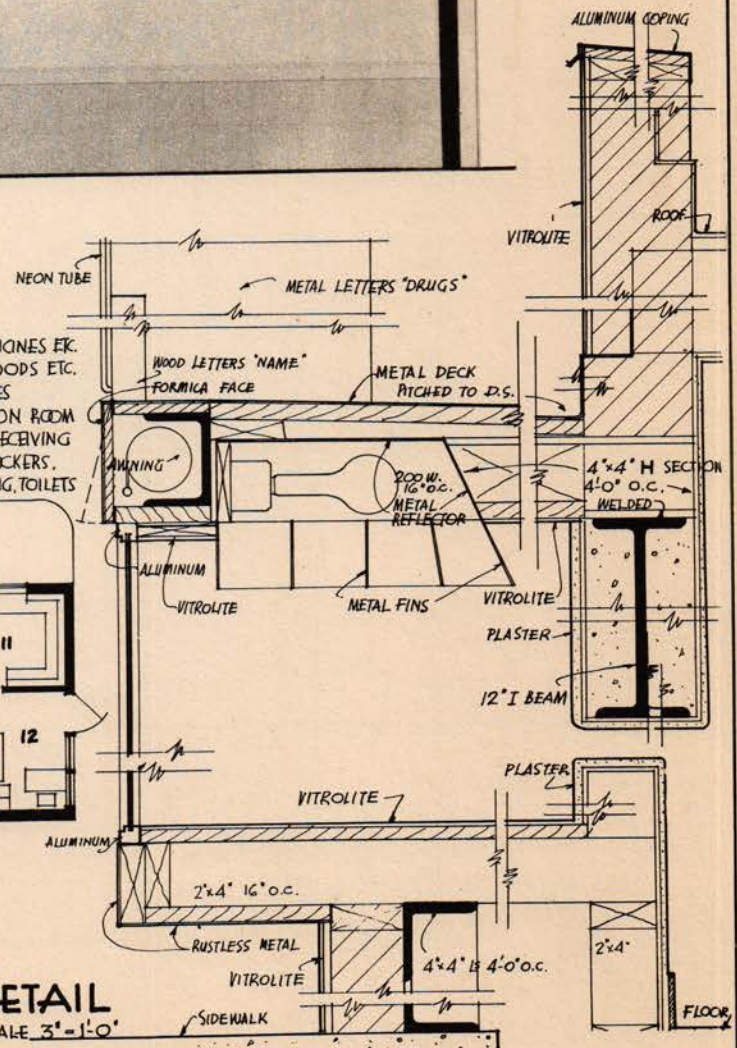 ALUMINUM COPING
VITROLITE
ROOF
NEON TUBE
METAL LETTERS "DRUGS"
ICINES ETC.
OODS ETC.
ES
ON ROOM
ECEIVING
OCKERS.
NG, TOILETS
WOOD LETTERS "NAME"
FORMICA FACE
METAL DECK
PITCHED TO D.S.
AWNING
200 W.
16" O.C.
METAL
REFLECTOR
4"x4" H SECTION
4'-0" O.C.
WELDED
ALUMINUM
VITROLITE
METAL FINS
VITROLITE
PLASTER
12" I BEAM
11
12
PLASTER
VITROLITE
ALUMINUM
2"x4" 16" O.C.
RUSTLESS METAL
4"x4" Ls 4'-0" O.C.
2"x4"
VITROLITE
ETAIL
ALE 3" = 1'-0"
SIDEWALK
FLOOR